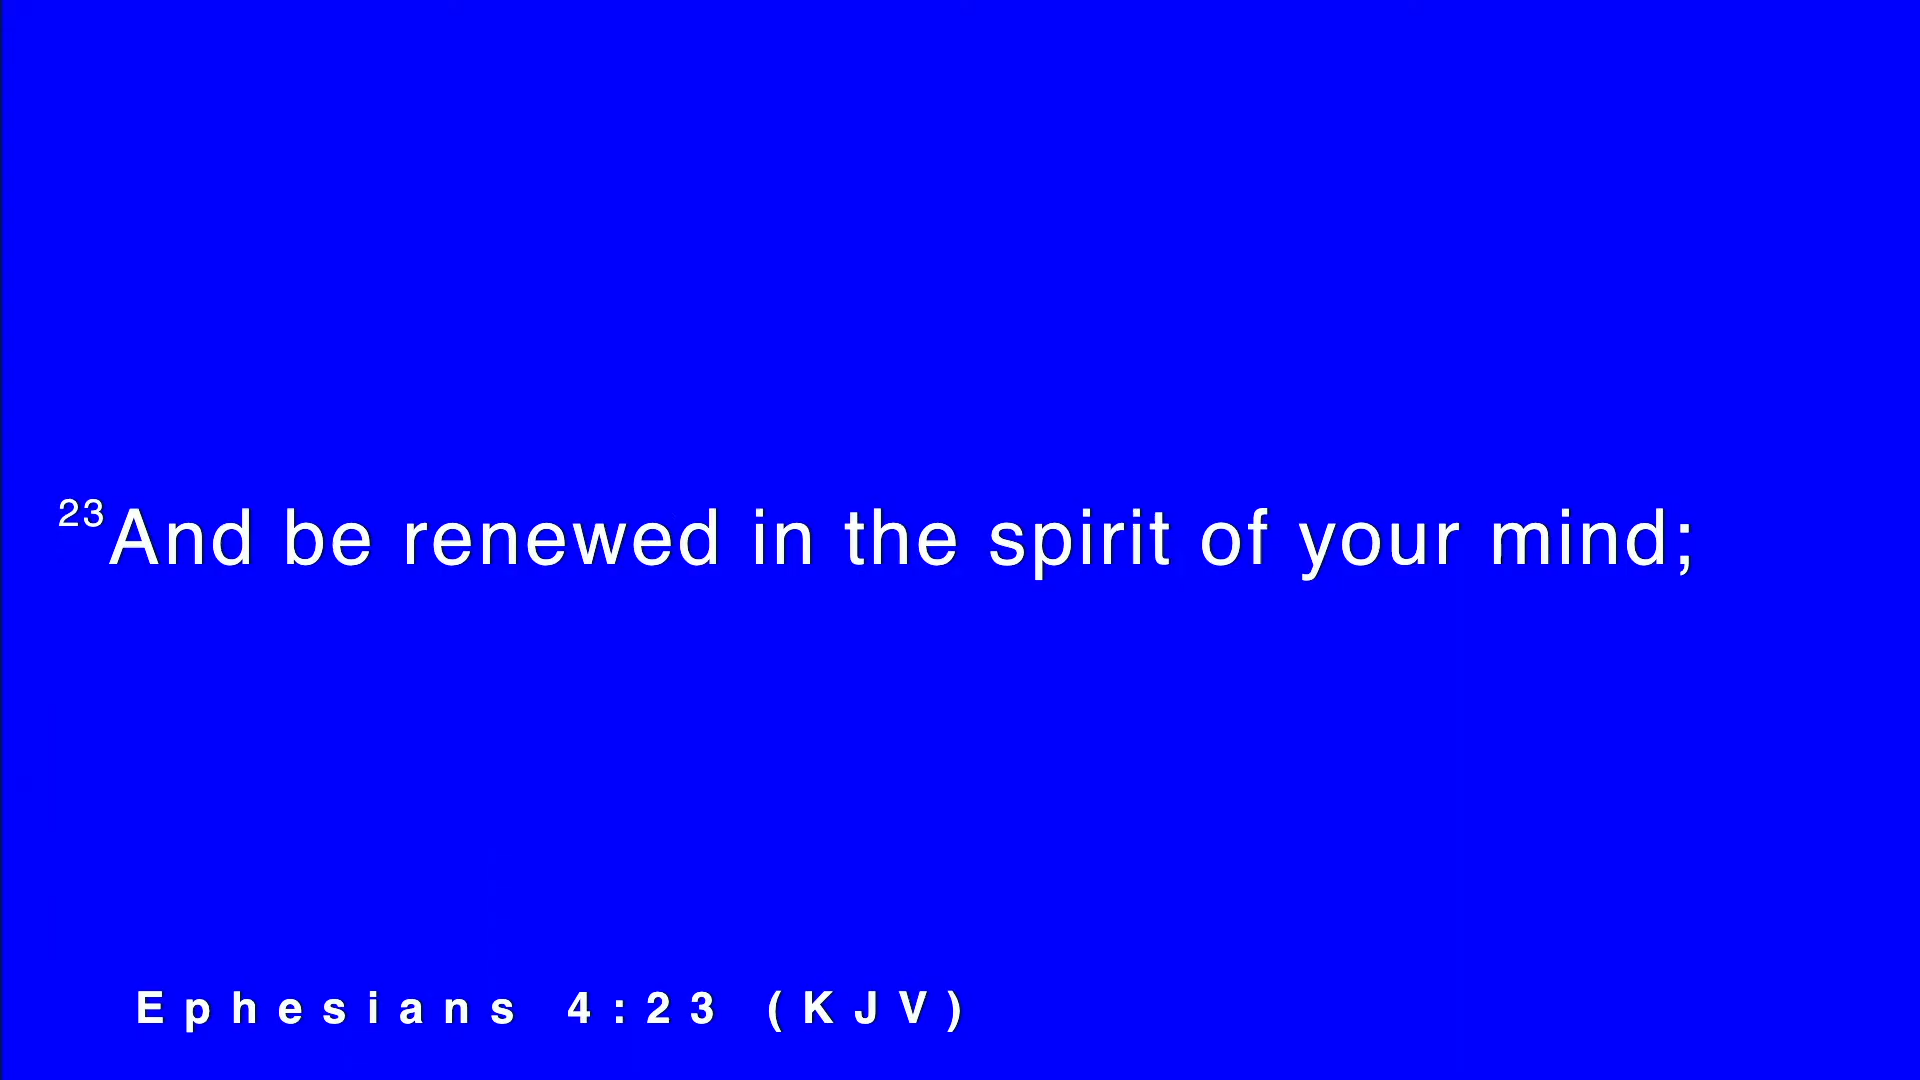 23And be renewed in the spirit of your mind;
Ephesians 4:23 (KJV)